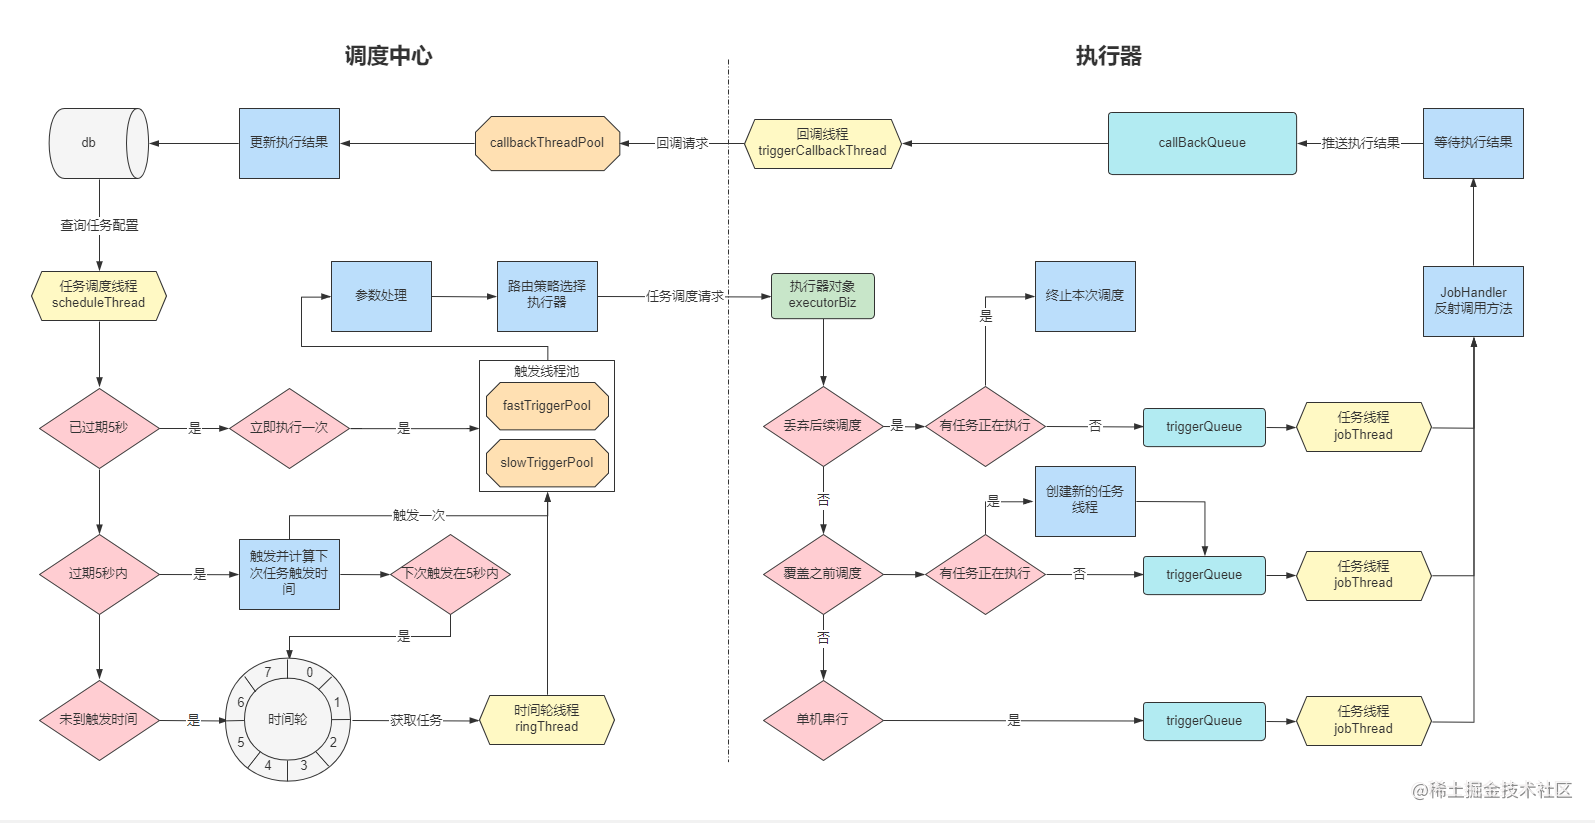 调度中心
执行器
db
更新执行结果
callbackThreadPool
回调请求
回调线程
triggerCallbackThread
callBackQueue
推送执行结果
等待执行结果
查询任务配置
任务调度线程
scheduleThread
参数处理
路由策略选择
执行器
任务调度请求
执行器对象
executorBiz
是
终止本次调度
JobHandler
反射调用方法
触发线程池
fastTriggerPool
slowTriggerPool
已过期5秒
是
立即执行一次
是
丢弃后续调度
是
有任务正在执行
否
triggerQueue
任务线程
jobThread
否
是
创建新的任务
线程
触发一次
过期5秒内
是
触发并计算下
次任务触发时
间
下次触发在5秒内
覆盖之前调度
有任务正在执行
否
triggerQueue
任务线程
jobThread
是
否
未到触发时间
是
时间轮
0
1
2
3
4
5
6
7
获取任务
时间轮线程
ringThread
单机串行
是
triggerQueue
任务线程
jobThread
@稀土掘金技术社区